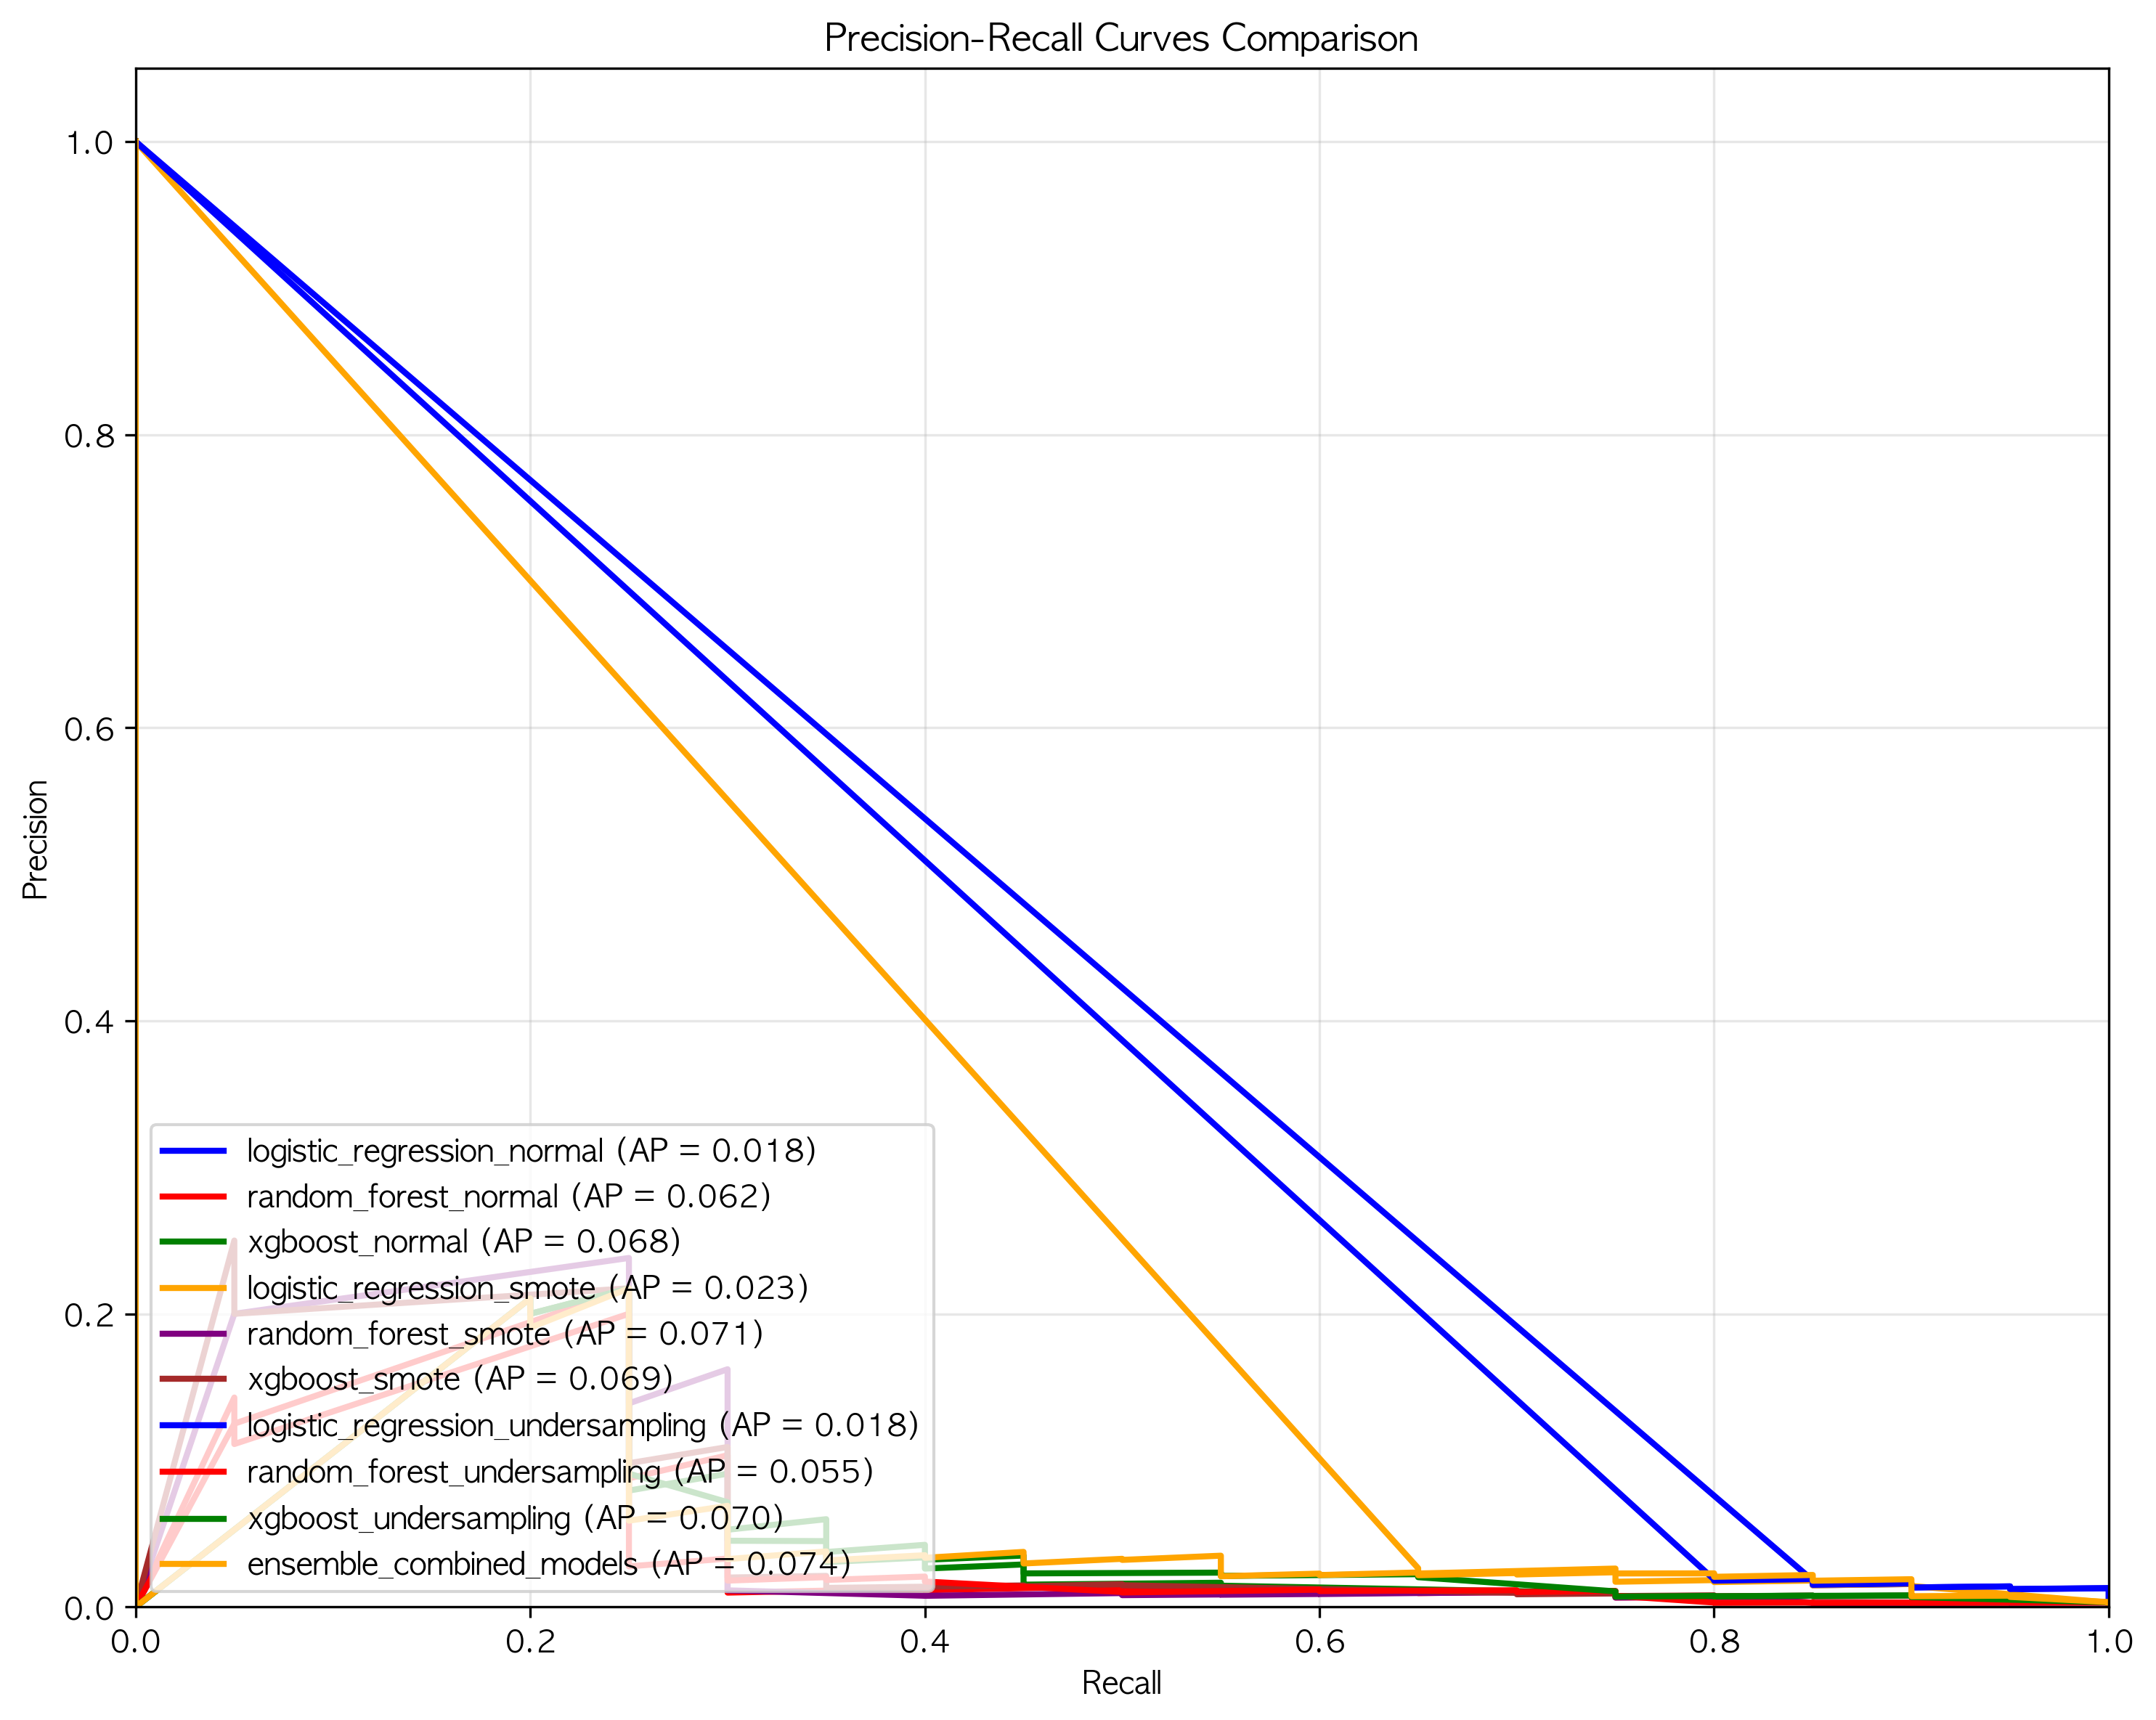 Precision-Recall Curves Comparison
1.0
0.8
0.6
0.4
0.2
0.0
Precision
logistic_regression_normal (AP = 0.018)
random_forest_normal (AP = 0.062)
xgboost_normal (AP = 0.068)
logistic_regression_smote (AP = 0.023)
random_forest_smote (AP = 0.071)
xgboost_smote (AP = 0.069)
logistic_regression_undersampling (AP = 0.018)
random_forest_undersampling (AP = 0.055)
xgboost_undersampling (AP = 0.070)
ensemble_combined_models (AP = 0.074)
0.0 0.2 0.4 0.6 0.8 1.0
Recall